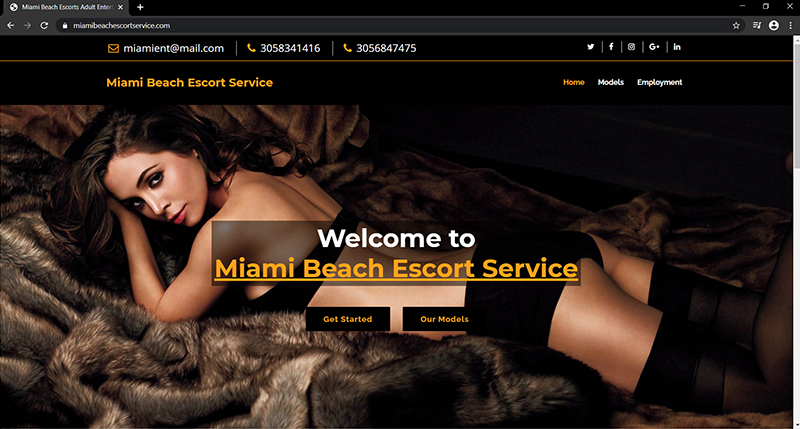 Miami Beach Escorts Adult Entert
miamibeachescortservice.com
miamient@mail.com 3058341416 3056847475
Miami Beach Escort Service
Home Models Employment
Welcome to
Miami Beach Escort Service
Get Started Our Models